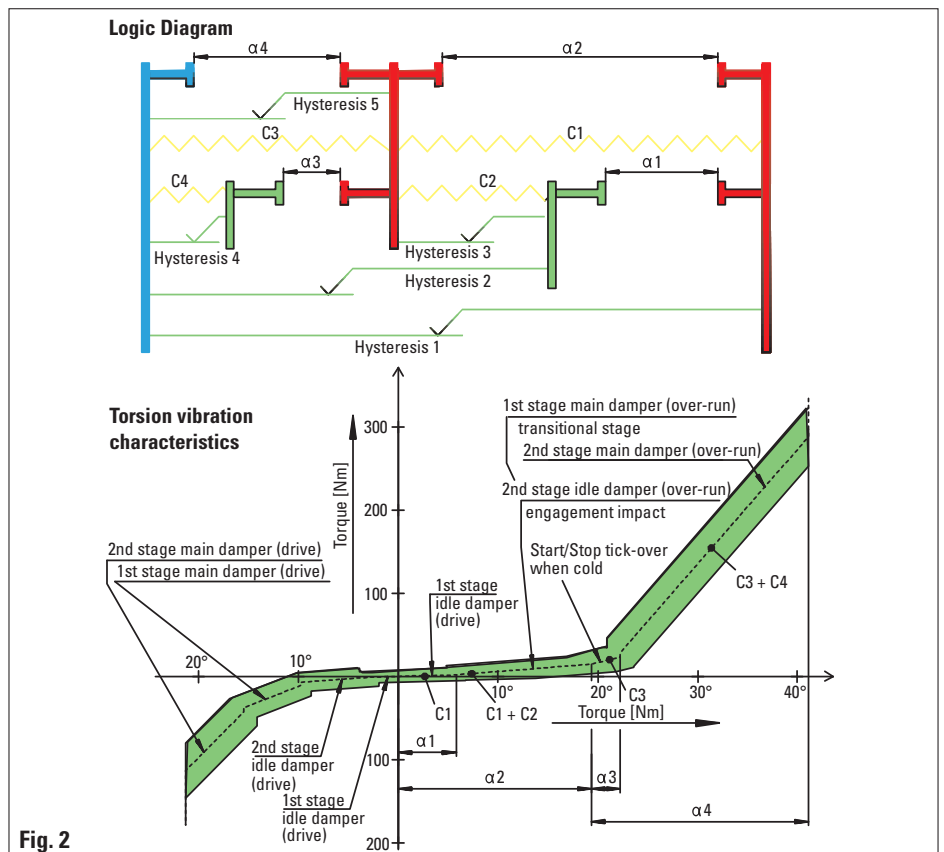 Logic Diagram
α4
α2
Hysteresis 5
C3
C1
α3
α1
C4
C2
Hysteresis 4
Hysteresis 3
Hysteresis 2
Hysteresis 1
Torsion vibration
characteristics
Torque [Nm]
300
200
100
1st stage main damper (over-run)
transitional stage
2nd stage main damper (over-run)
2nd stage idle damper (over-run)
engagement impact
Start/Stop tick-over
when cold
2nd stage main damper (drive)
1st stage main damper (drive)
1st stage
idle damper
(drive)
C3 + C4
20°
10°
10°
20°
30°
40°
C1
C1 + C2
C3
Torque [Nm]
α1
2nd stage
idle damper
(drive)
100
α2
α3
1st stage
idle damper
(drive)
α4
200
Fig. 2